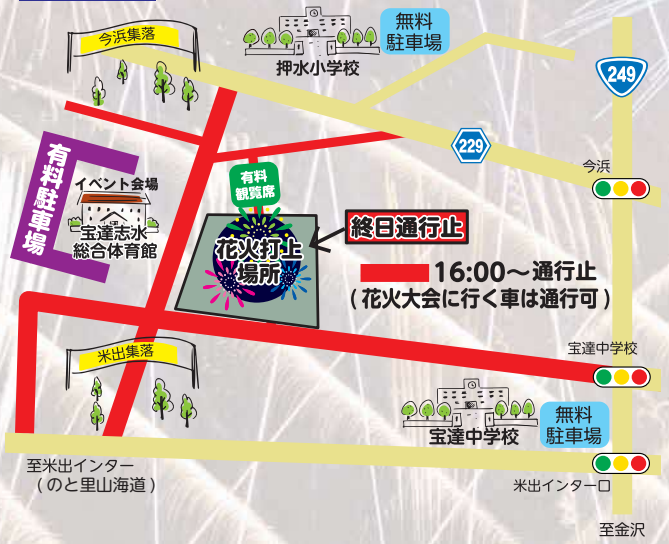 今浜集落
無料
駐車場
押水小学校
249
229
今浜
有料駐車場
イベント会場
宝達志水
総合体育館
有料
観覧席
花火打上
場所
終日通行止
16:00～通行止
(花火大会に行く車は通行可)
米出集落
宝達中学校
宝達中学校
無料
駐車場
至米出インター
(のと里山海道)
米出インター口
至金沢